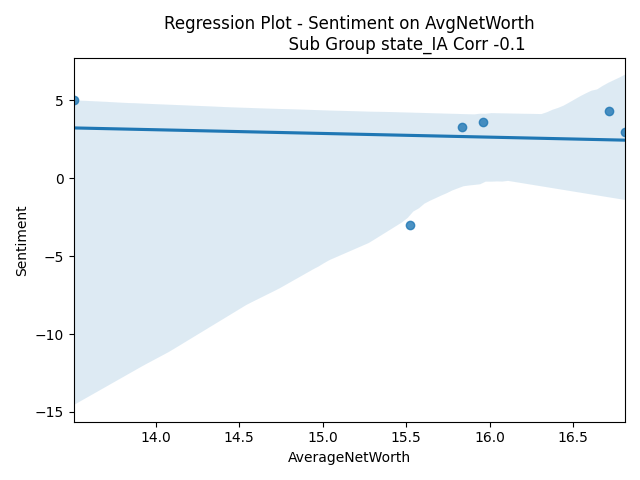 Regression Plot - Sentiment on AvgNetWorth
Sub Group state_IA Corr -0.1
Sentiment
5
0
−5
−10
−15
14.0 14.5 15.0 15.5 16.0 16.5
AverageNetWorth